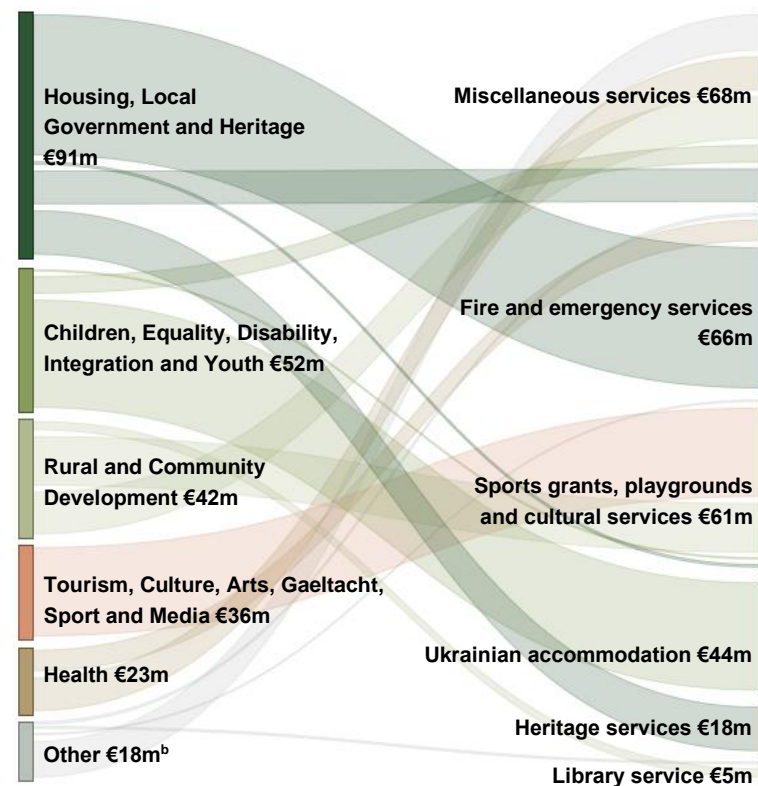 Housing, Local
Government and Heritage
€91m
Children, Equality, Disability,
Integration and Youth €52m
Rural and Community
Development €42m
Tourism, Culture, Arts, Gaeltacht,
Sport and Media €36m
Health €23m
Other €18mᵇ
Miscellaneous services €68m
Fire and emergency services
€66m
Sports grants, playgrounds
and cultural services €61m
Ukrainian accommodation €44m
Heritage services €18m
Library service €5m